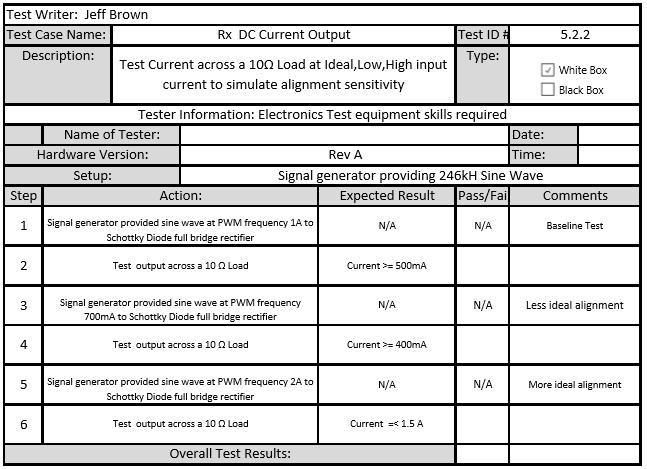 Test Writer: Jeff Brown
Test Case Name: Rx DC Current Output Test ID # 5.2.2
Description: Test Current across a 10Ω Load at Ideal,Low,High input current to simulate alignment sensitivity Type: White Box
Black Box
Tester Information: Electronics Test equipment skills required
Name of Tester: Date:
Hardware Version: Rev A Time:
Setup: Signal generator providing 246kH Sine Wave
Step Action: Expected Result Pass/Fai Comments
1 Signal generator provided sine wave at PWM frequency 1A to Schottky Diode full bridge rectifier N/A N/A Baseline Test
2 Test output across a 10 Ω Load Current >= 500mA
3 Signal generator provided sine wave at PWM frequency 700mA to Schottky Diode full bridge rectifier N/A N/A Less ideal alignment
4 Test output across a 10 Ω Load Current >= 400mA
5 Signal generator provided sine wave at PWM frequency 2A to Schottky Diode full bridge rectifier N/A N/A More ideal alignment
6 Test output across a 10 Ω Load Current =< 1.5 A
Overall Test Results: